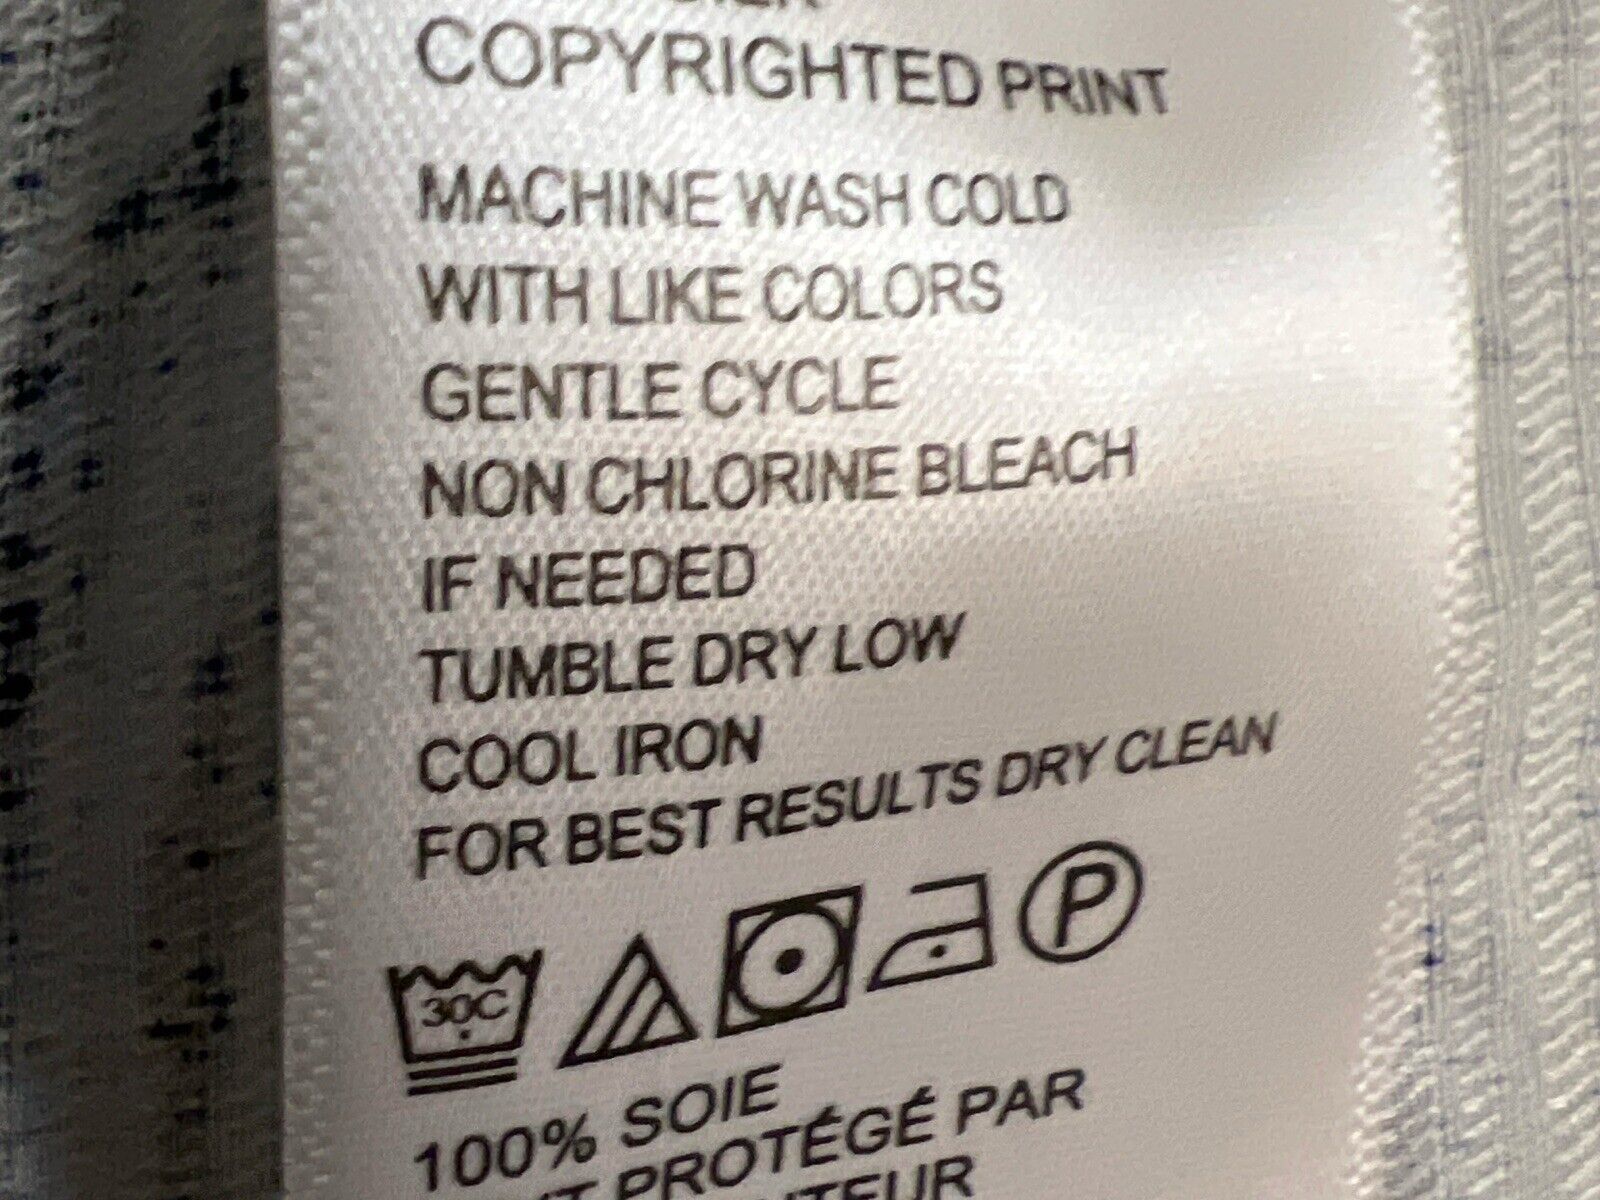 COPYRIGHTED PRINT
MACHINE WASH COLD
WITH LIKE COLORS
GENTLE CYCLE
NON CHLORINE BLEACH
IF NEEDED
TUMBLE DRY LOW
COOL IRON
FOR BEST RESULTS DRY CLEAN
30C P
100% SOIE
PROTÉGÉ PAR